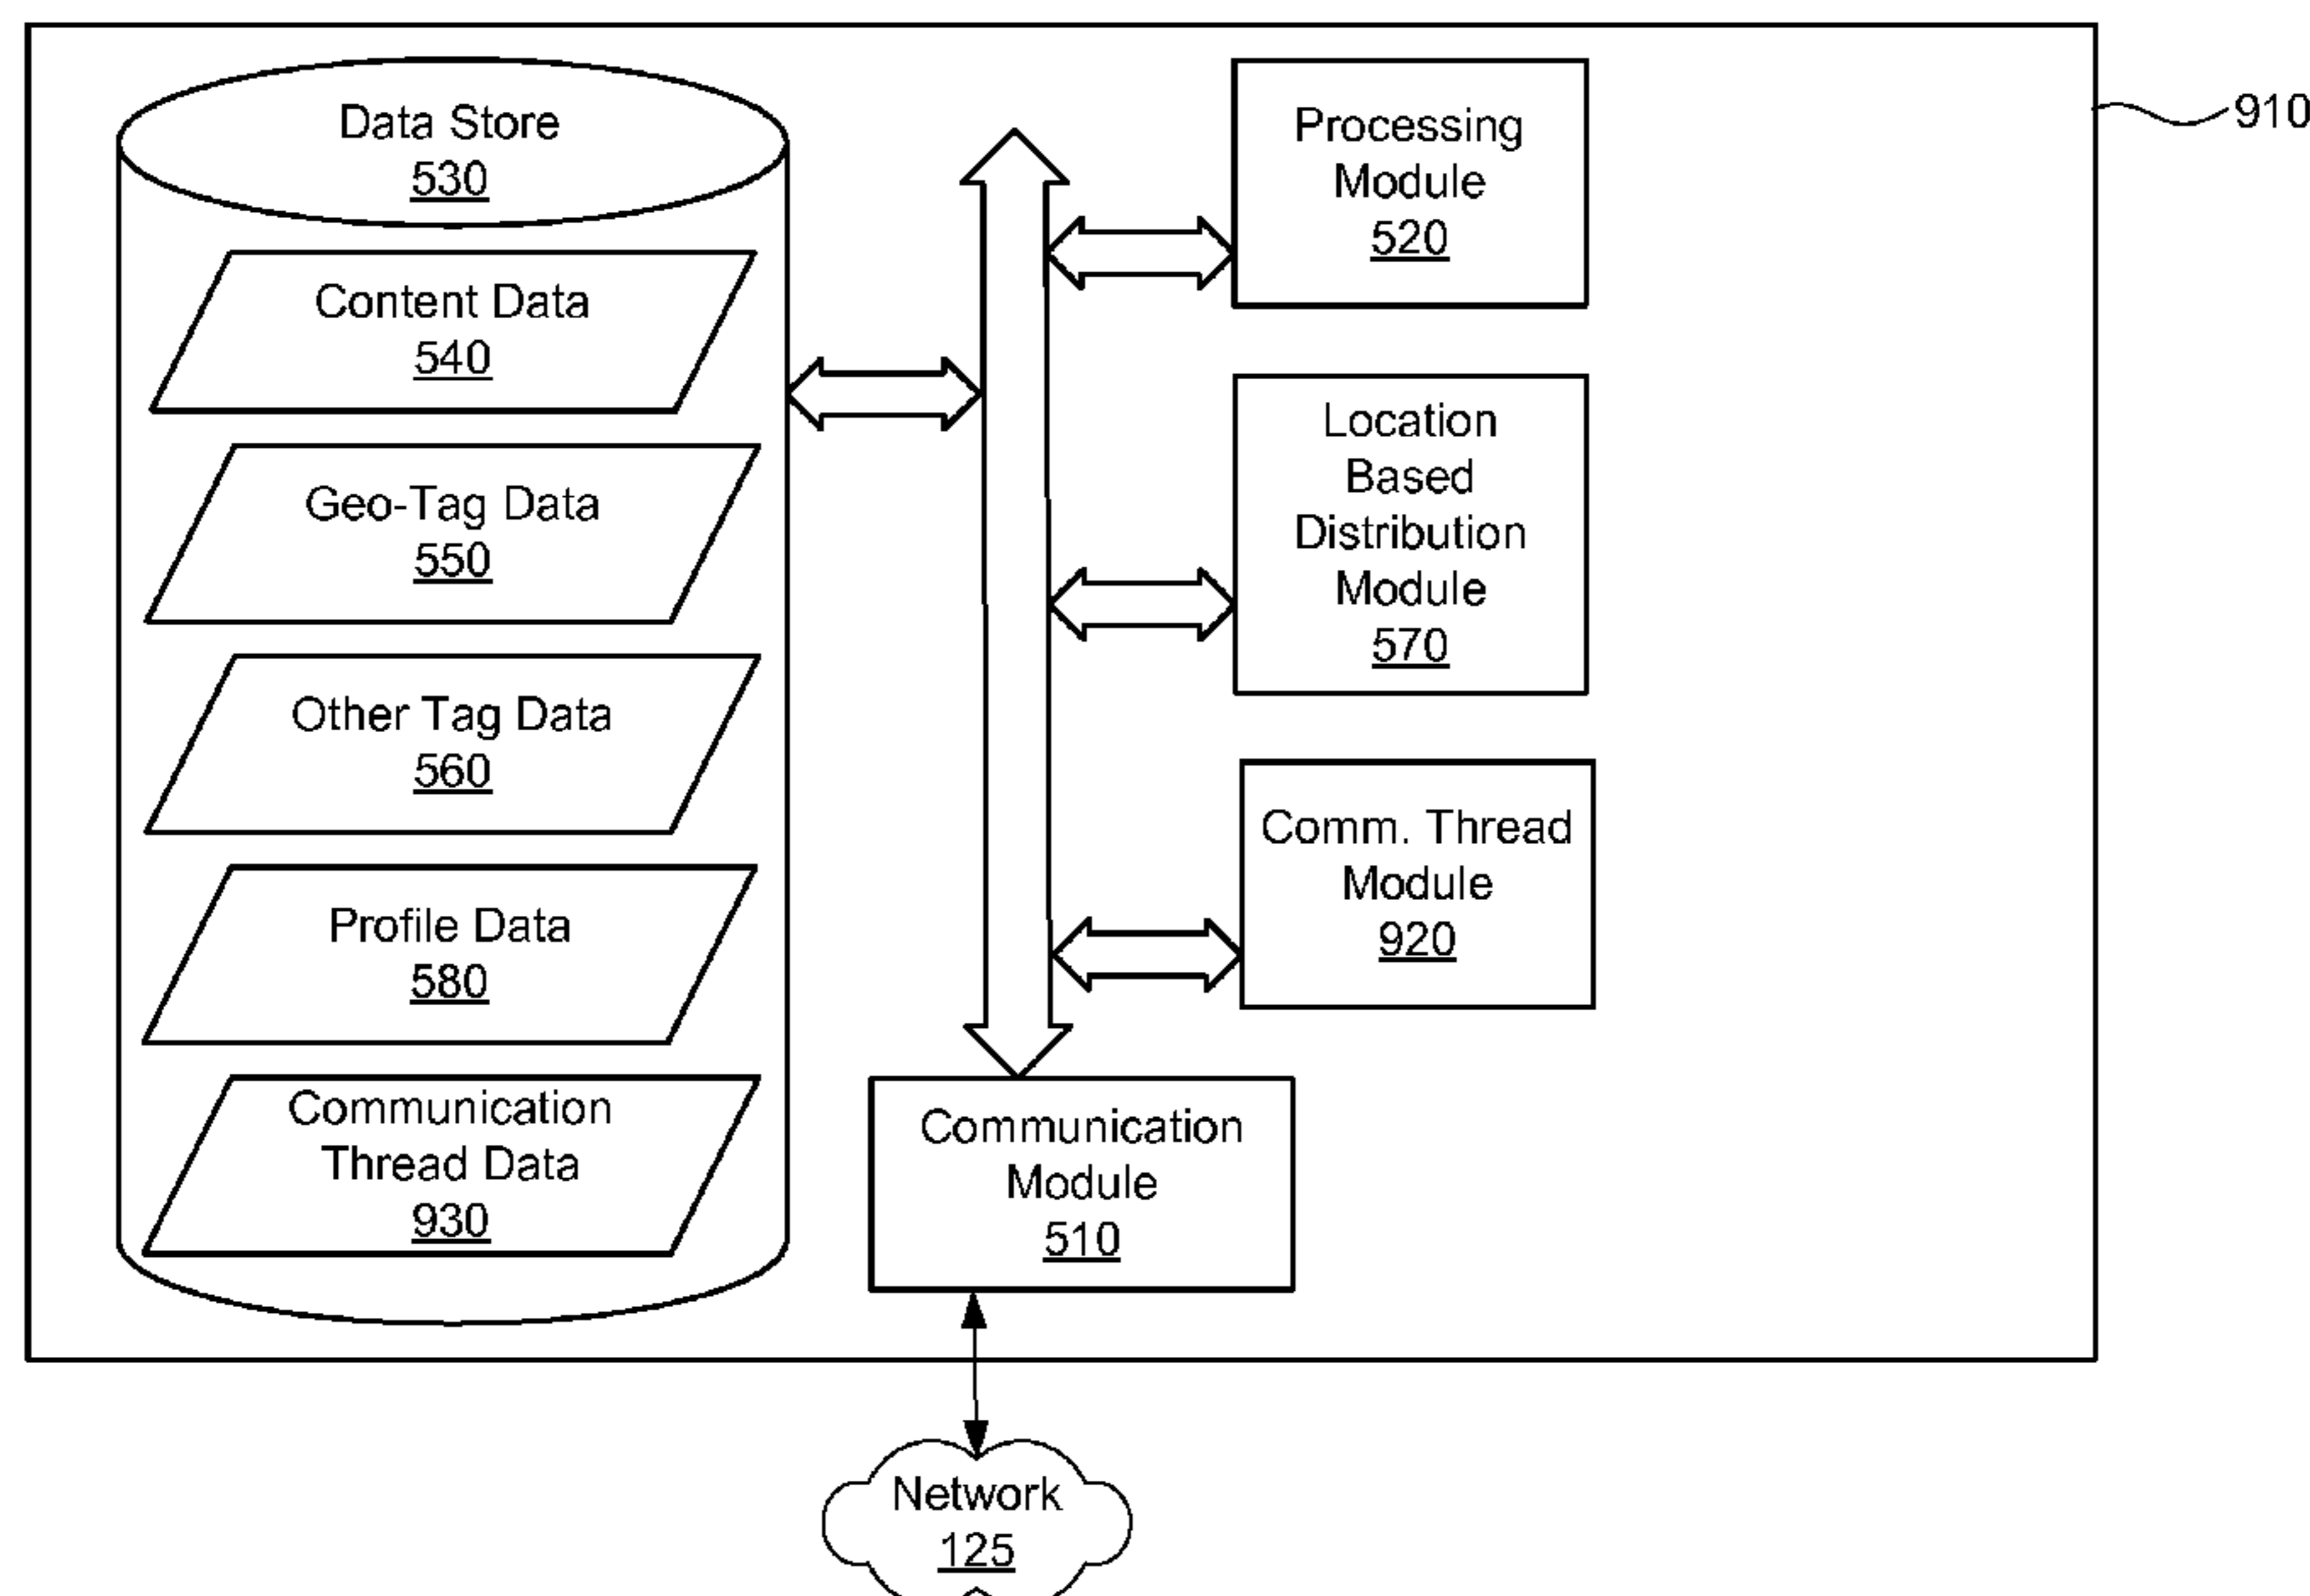 Data Store
530
Content Data
540
Geo-Tag Data
550
Other Tag Data
560
Profile Data
580
Communication
Thread Data
930
Processing
Module
520
Location
Based
Distribution
Module
570
Comm. Thread
Module
920
Communication
Module
510
910
Network
125